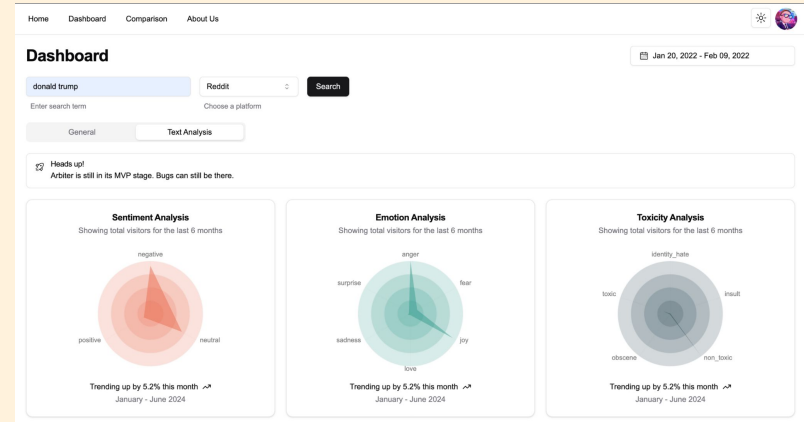 Home Dashboard Comparison About Us
Dashboard
Jan 20, 2022 - Feb 09, 2022
donald trump Reddit Search
Enter search term Choose a platform
General Text Analysis
Heads up!
Arbiter is still in its MVP stage. Bugs can still be there.
Sentiment Analysis
Showing total visitors for the last 6 months
negative
positive neutral
Trending up by 5.2% this month
January - June 2024
Emotion Analysis
Showing total visitors for the last 6 months
anger
surprise fear
sadness joy
love
Trending up by 5.2% this month
January - June 2024
Toxicity Analysis
Showing total visitors for the last 6 months
identity_hate
toxic insult
obscene non_toxic
Trending up by 5.2% this month
January - June 2024